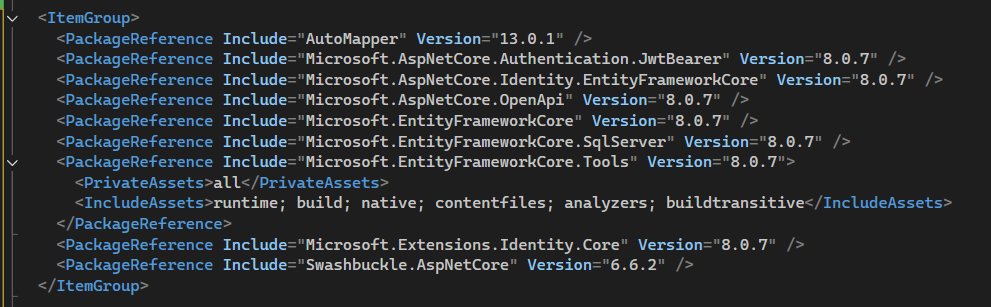 <ItemGroup>
<PackageReference Include="AutoMapper" Version="13.0.1" />
<PackageReference Include="Microsoft.AspNetCore.Authentication.JwtBearer" Version="8.0.7" />
<PackageReference Include="Microsoft.AspNetCore.Identity.EntityFrameworkCore" Version="8.0.7" />
<PackageReference Include="Microsoft.AspNetCore.OpenApi" Version="8.0.7" />
<PackageReference Include="Microsoft.EntityFrameworkCore" Version="8.0.7" />
<PackageReference Include="Microsoft.EntityFrameworkCore.SqlServer" Version="8.0.7" />
<PackageReference Include="Microsoft.EntityFrameworkCore.Tools" Version="8.0.7">
<PrivateAssets>all</PrivateAssets>
<IncludeAssets>runtime; build; native; contentfiles; analyzers; buildtransitive</IncludeAssets>
</PackageReference>
<PackageReference Include="Microsoft.Extensions.Identity.Core" Version="8.0.7" />
<PackageReference Include="Swashbuckle.AspNetCore" Version="6.6.2" />
</ItemGroup>